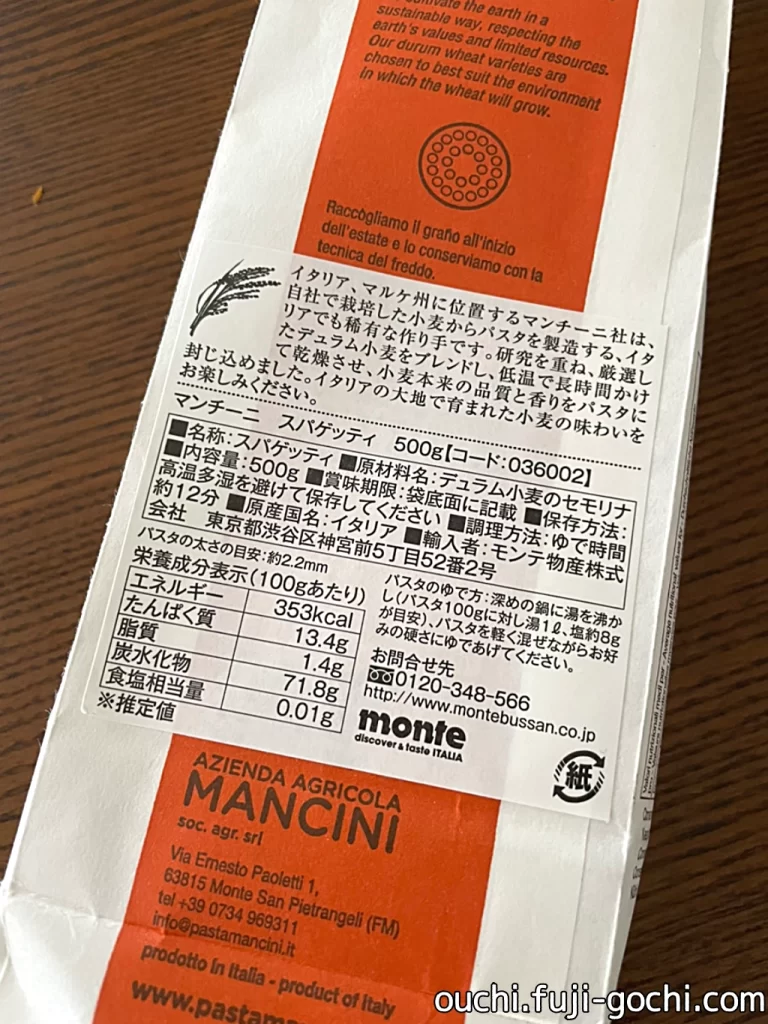 cultivate the earth in a
sustainable way, respecting the
earth's values and limited resources.
Our durum wheat varieties are
chosen to best suit the environment
in which the wheat will grow.
Raccogliamo il grano all'inizio
dell'estate e lo conserviamo con la
tecnica del freddo.
イタリア、マルケ州に位置するマンチーニ社は、
自社で栽培した小麦からパスタを製造する、イタ
リアでも稀有な作り手です。研究を重ね、厳選し
たデュラム小麦をブレンドし、低温で長時間かけ
て乾燥させ、小麦本来の品質と香りをパスタに
封じ込めました。イタリアの大地で育まれた小麦の味わいを
お楽しみください。
マンチーニ スパゲッティ 500g【コード:036002】
■名称:スパゲッティ ■原材料名:デュラム小麦のセモリナ
■内容量:500g ■賞味期限:袋底面に記載 ■保存方法:
高温多湿を避けて保存してください ■調理方法:ゆで時間
約12分 ■原産国名:イタリア ■輸入者:モンテ物産株式
会社 東京都渋谷区神宮前5丁目52番2号
パスタの太さの目安:約2.2mm
栄養成分表示(100gあたり)
エネルギー 353kcal
たんぱく質 13.4g
脂質 1.4g
炭水化物 71.8g
食塩相当量 0.01g
※推定値
パスタのゆで方:深めの鍋に湯を沸か
し(パスタ100gに対し湯1ℓ、塩約8g
が目安)、パスタを軽く混ぜながらお好
みの硬さにゆであげてください。
お問合せ先
0120-348-566
http://www.montebussan.co.jp
monte
discover & taste ITALIA
紙
AZIENDA AGRICOLA
MANCINI
soc. agr. srl
Via Ernesto Paoletti 1,
63815 Monte San Pietrangeli (FM)
tel +39 0734 969311
info@pastamancini.it
prodotto in Italia - product of Italy
www.pastama
ouchi.fuji-gochi.com